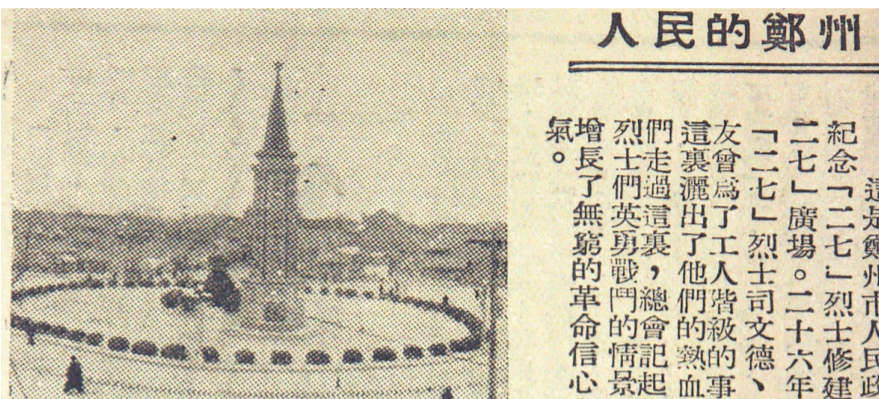 人民的鄭州
這是鄭州市人民政
紀念「二七」烈士修建
二七」廣場。二十六年
「二七」烈士司文德、
友曾爲了工人階級的事
這裏灑出了他們的熱血
們走過這裏，總會記起
烈士們英勇戰鬥的情景
增長了無窮的革命信心
氣。